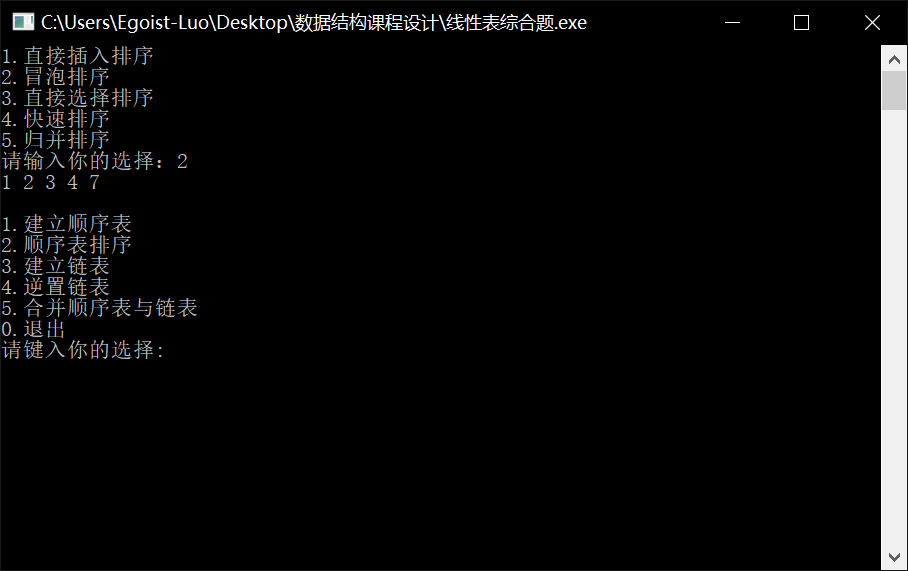 C:\Users\Egoist-Luo\Desktop\数据结构课程设计\线性表综合题.exe
1.直接插入排序
2.冒泡排序
3.直接选择排序
4.快速排序
5.归并排序
请输入你的选择：2
1 2 3 4 7
1.建立顺序表
2.顺序表排序
3.建立链表
4.逆置链表
5.合并顺序表与链表
0.退出
请键入你的选择: